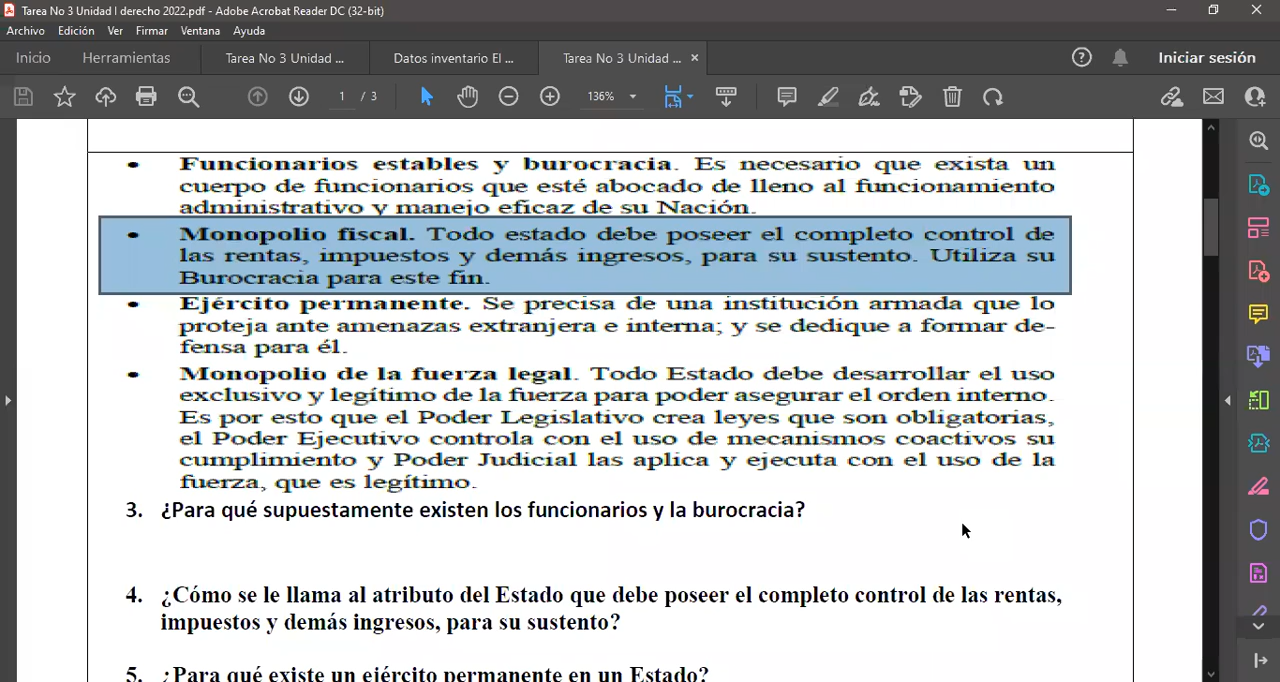 Tarea No 3 Unidad I derecho 2022.pdf - Adobe Acrobat Reader DC (32-bit)
Archivo Edición Ver Firmar Ventana Ayuda
Inicio Herramientas Tarea No 3 Unidad ... Datos inventario El ... Tarea No 3 Unidad ... × Iniciar sesión
1 / 3 136%
• Funcionarios estables y burocracia. Es necesario que exista un
cuerpo de funcionarios que esté abocado de lleno al funcionamiento
administrativo y manejo eficaz de su Nación.
• Monopolio fiscal. Todo estado debe poseer el completo control de
las rentas, impuestos y demás ingresos, para su sustento. Utiliza su
Burocracia para este fin.
• Ejército permanente. Se precisa de una institución armada que lo
proteja ante amenazas extranjera e interna; y se dedique a formar de-
fensa para él.
• Monopolio de la fuerza legal. Todo Estado debe desarrollar el uso
exclusivo y legítimo de la fuerza para poder asegurar el orden interno.
Es por esto que el Poder Legislativo crea leyes que son obligatorias,
el Poder Ejecutivo controla con el uso de mecanismos coactivos su
cumplimiento y Poder Judicial las aplica y ejecuta con el uso de la
fuerza, que es legítimo.
3. ¿Para qué supuestamente existen los funcionarios y la burocracia?
4. ¿Cómo se le llama al atributo del Estado que debe poseer el completo control de las rentas,
impuestos y demás ingresos, para su sustento?
5. ¿Para qué existe un ejército permanente en un Estado?